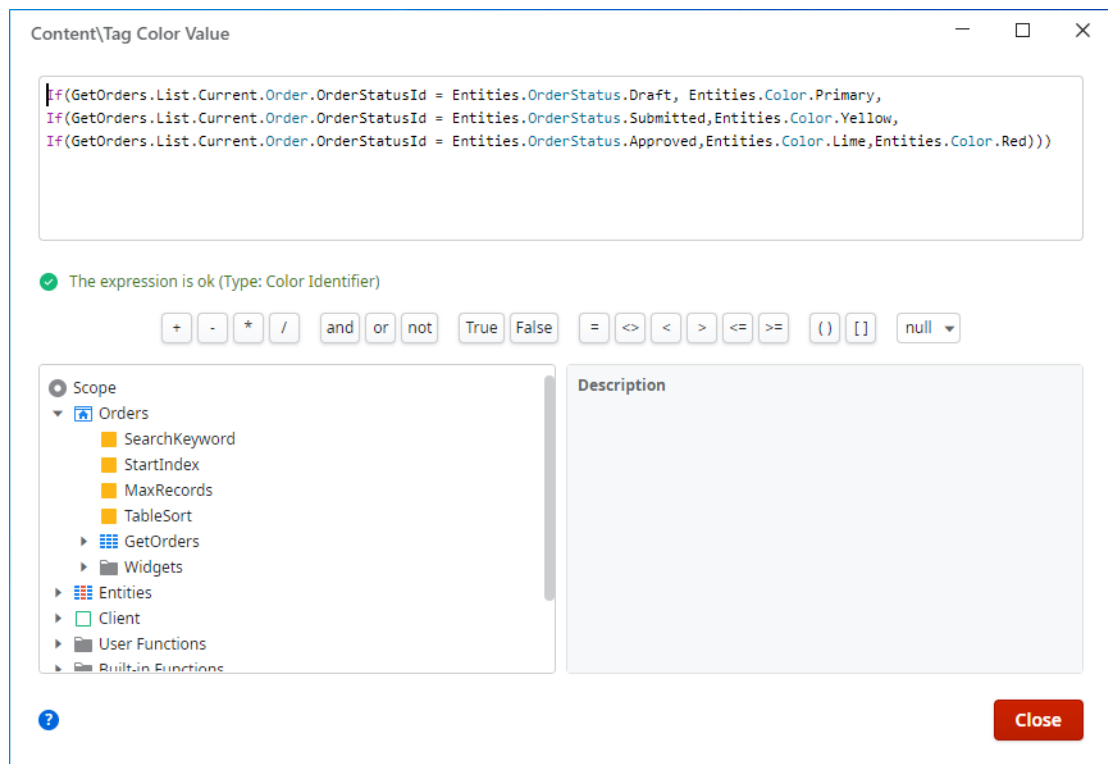 Content\Tag Color Value
If(GetOrders.List.Current.Order.OrderStatusId = Entities.OrderStatus.Draft, Entities.Color.Primary,
If(GetOrders.List.Current.Order.OrderStatusId = Entities.OrderStatus.Submitted,Entities.Color.Yellow,
If(GetOrders.List.Current.Order.OrderStatusId = Entities.OrderStatus.Approved,Entities.Color.Lime,Entities.Color.Red)))
The expression is ok (Type: Color Identifier)
+ - * / and or not True False = <> < > <= >= ( ) [ ] null
Scope
Orders
SearchKeyword
StartIndex
MaxRecords
TableSort
GetOrders
Widgets
Entities
Client
User Functions
Built-in Functions
Description
?
Close